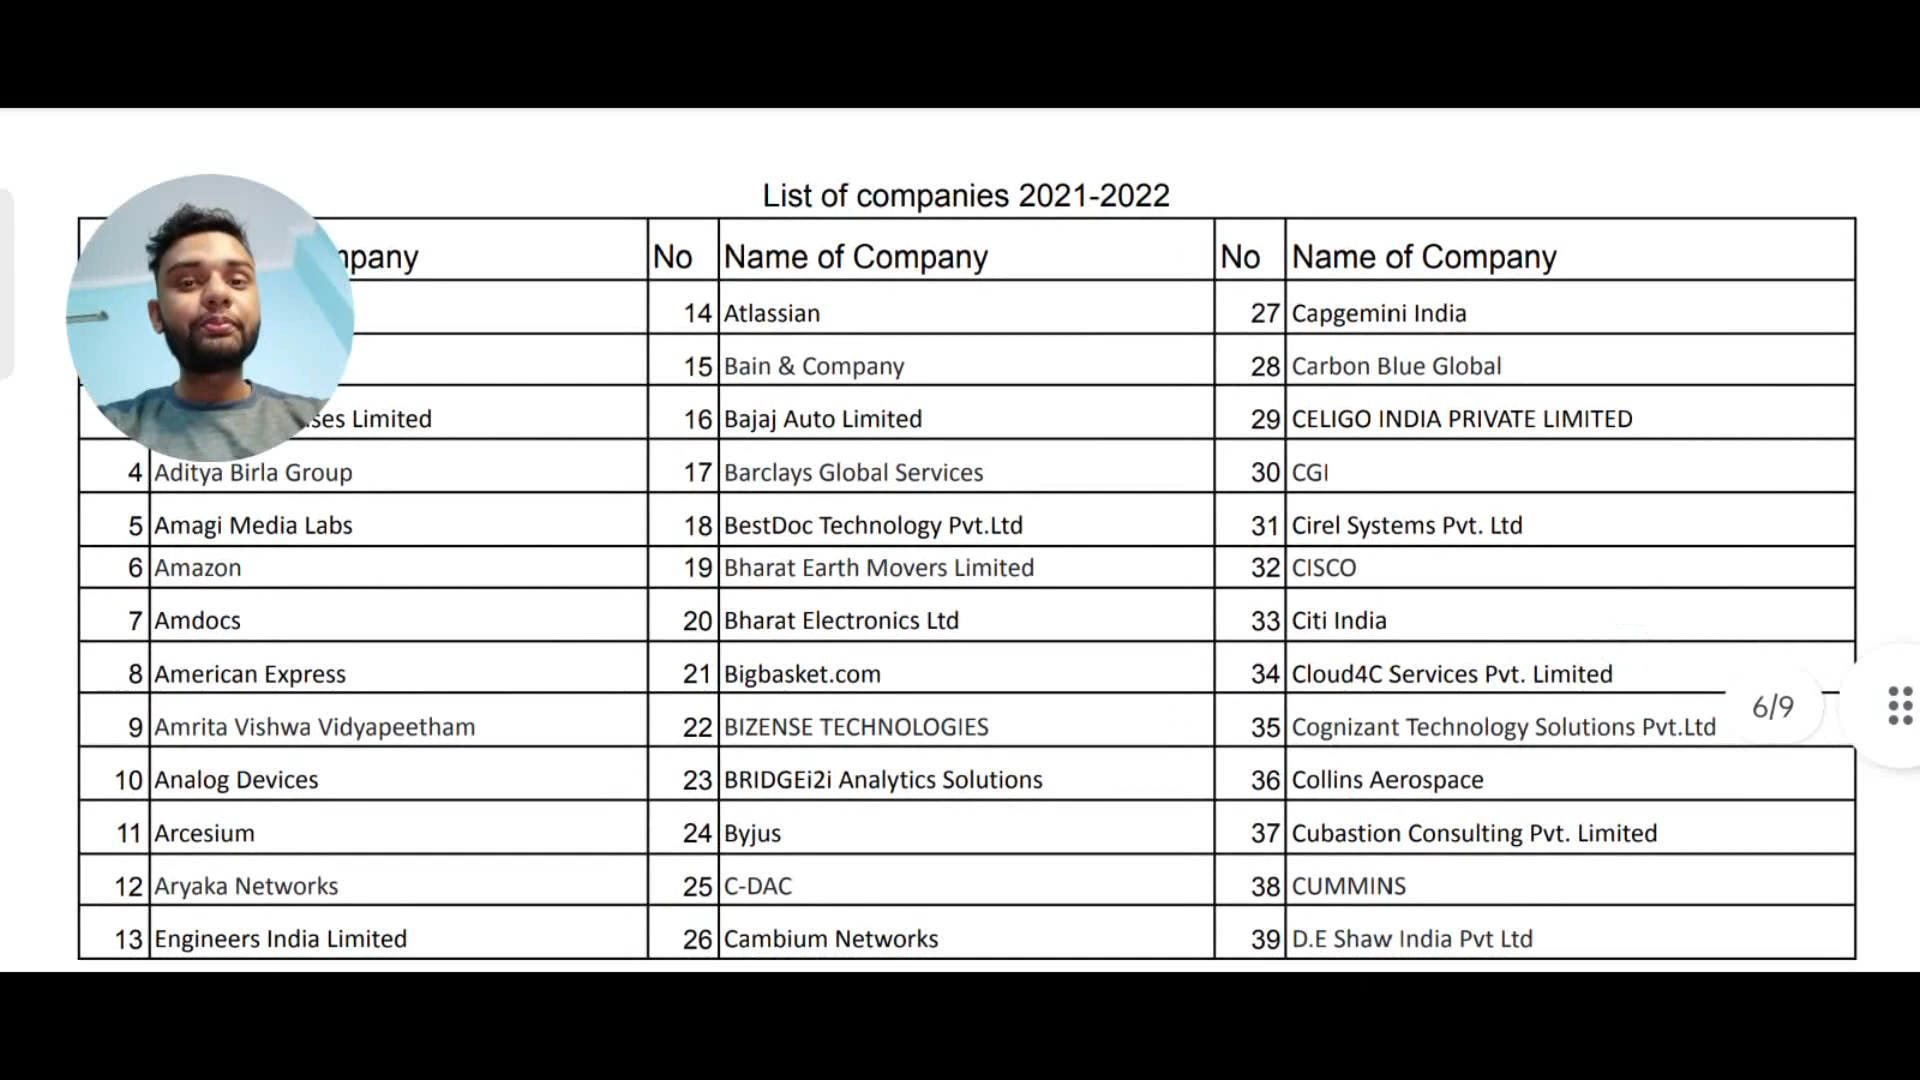 List of companies 2021-2022
mpany No Name of Company No Name of Company
14 Atlassian 27 Capgemini India
15 Bain & Company 28 Carbon Blue Global
ses Limited 16 Bajaj Auto Limited 29 CELIGO INDIA PRIVATE LIMITED
4 Aditya Birla Group 17 Barclays Global Services 30 CGI
5 Amagi Media Labs 18 BestDoc Technology Pvt.Ltd 31 Cirel Systems Pvt. Ltd
6 Amazon 19 Bharat Earth Movers Limited 32 CISCO
7 Amdocs 20 Bharat Electronics Ltd 33 Citi India
8 American Express 21 Bigbasket.com 34 Cloud4C Services Pvt. Limited
9 Amrita Vishwa Vidyapeetham 22 BIZENSE TECHNOLOGIES 35 Cognizant Technology Solutions Pvt.Ltd 6/9
10 Analog Devices 23 BRIDGEi2i Analytics Solutions 36 Collins Aerospace
11 Arcesium 24 Byjus 37 Cubastion Consulting Pvt. Limited
12 Aryaka Networks 25 C-DAC 38 CUMMINS
13 Engineers India Limited 26 Cambium Networks 39 D.E Shaw India Pvt Ltd